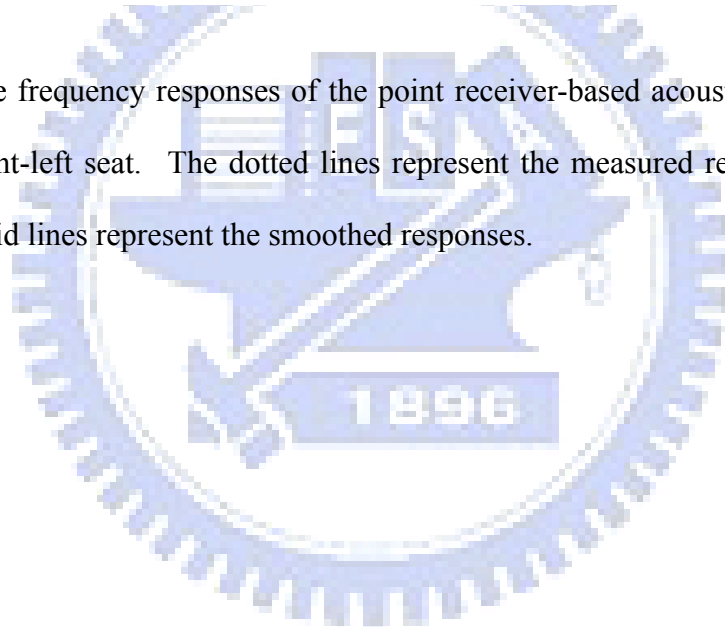 e frequency responses of the point receiver-based acous
nt-left seat. The dotted lines represent the measured re
id lines represent the smoothed responses.
1896